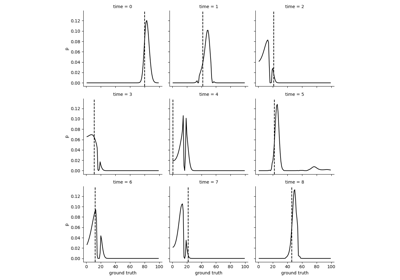 time = 0
time = 1
time = 2
0.12
0.10
0.08
0.06
0.04
0.02
0.00
p
time = 3
time = 4
time = 5
0.12
0.10
0.08
0.06
0.04
0.02
0.00
p
time = 6
time = 7
time = 8
0.12
0.10
0.08
0.06
0.04
0.02
0.00
p
0 20 40 60 80 100
0 20 40 60 80 100
0 20 40 60 80 100
ground truth
ground truth
ground truth